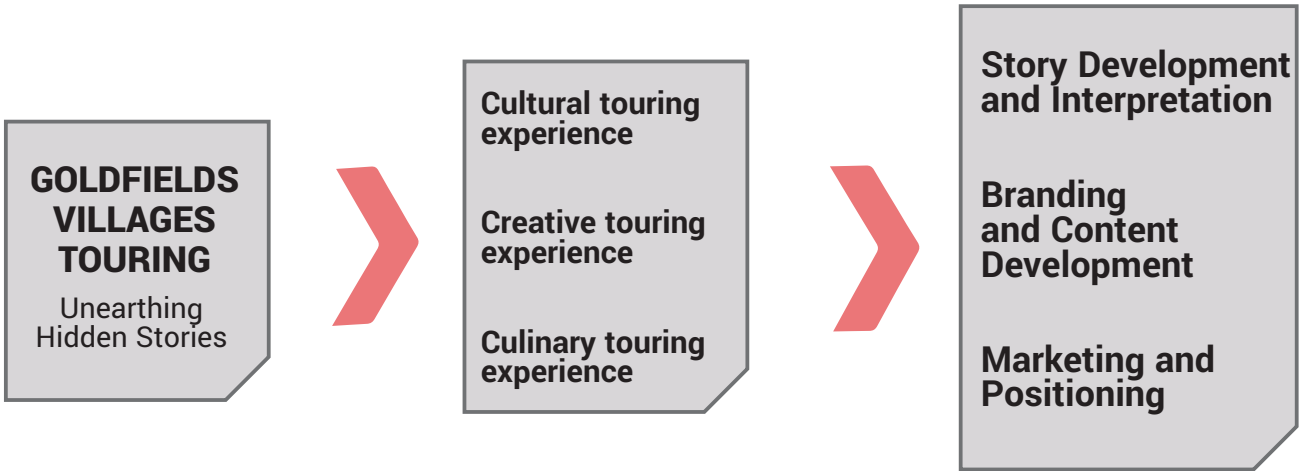 GOLDFIELDS
VILLAGES
TOURING
Unearthing
Hidden Stories
Cultural touring
experience
Creative touring
experience
Culinary touring
experience
Story Development
and Interpretation
Branding
and Content
Development
Marketing and
Positioning